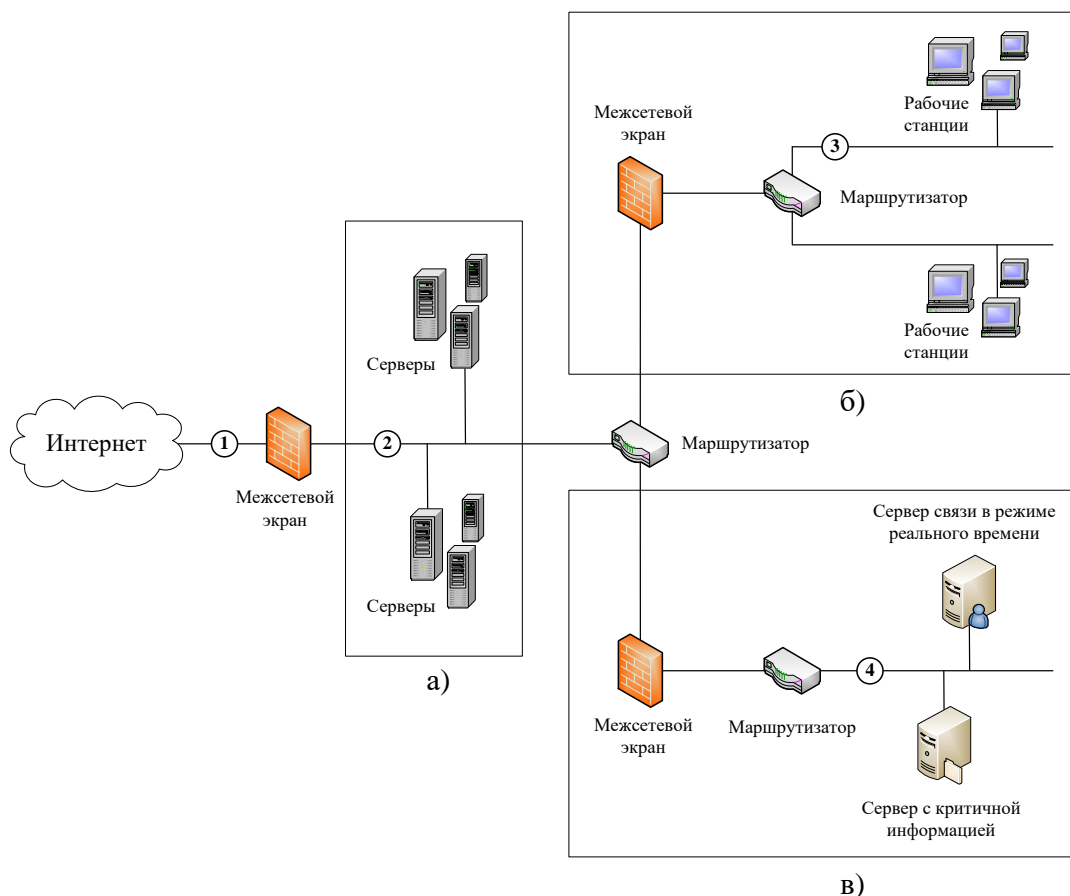 Рабочие
станции
Межсетевой
экран
3
Маршрутизатор
Рабочие
станции
б)
Серверы
Интернет
1
2
Маршрутизатор
Межсетевой
экран
Серверы
а)
Сервер связи в режиме
реального времени
4
Межсетевой
экран
Маршрутизатор
Сервер с критичной
информацией
в)